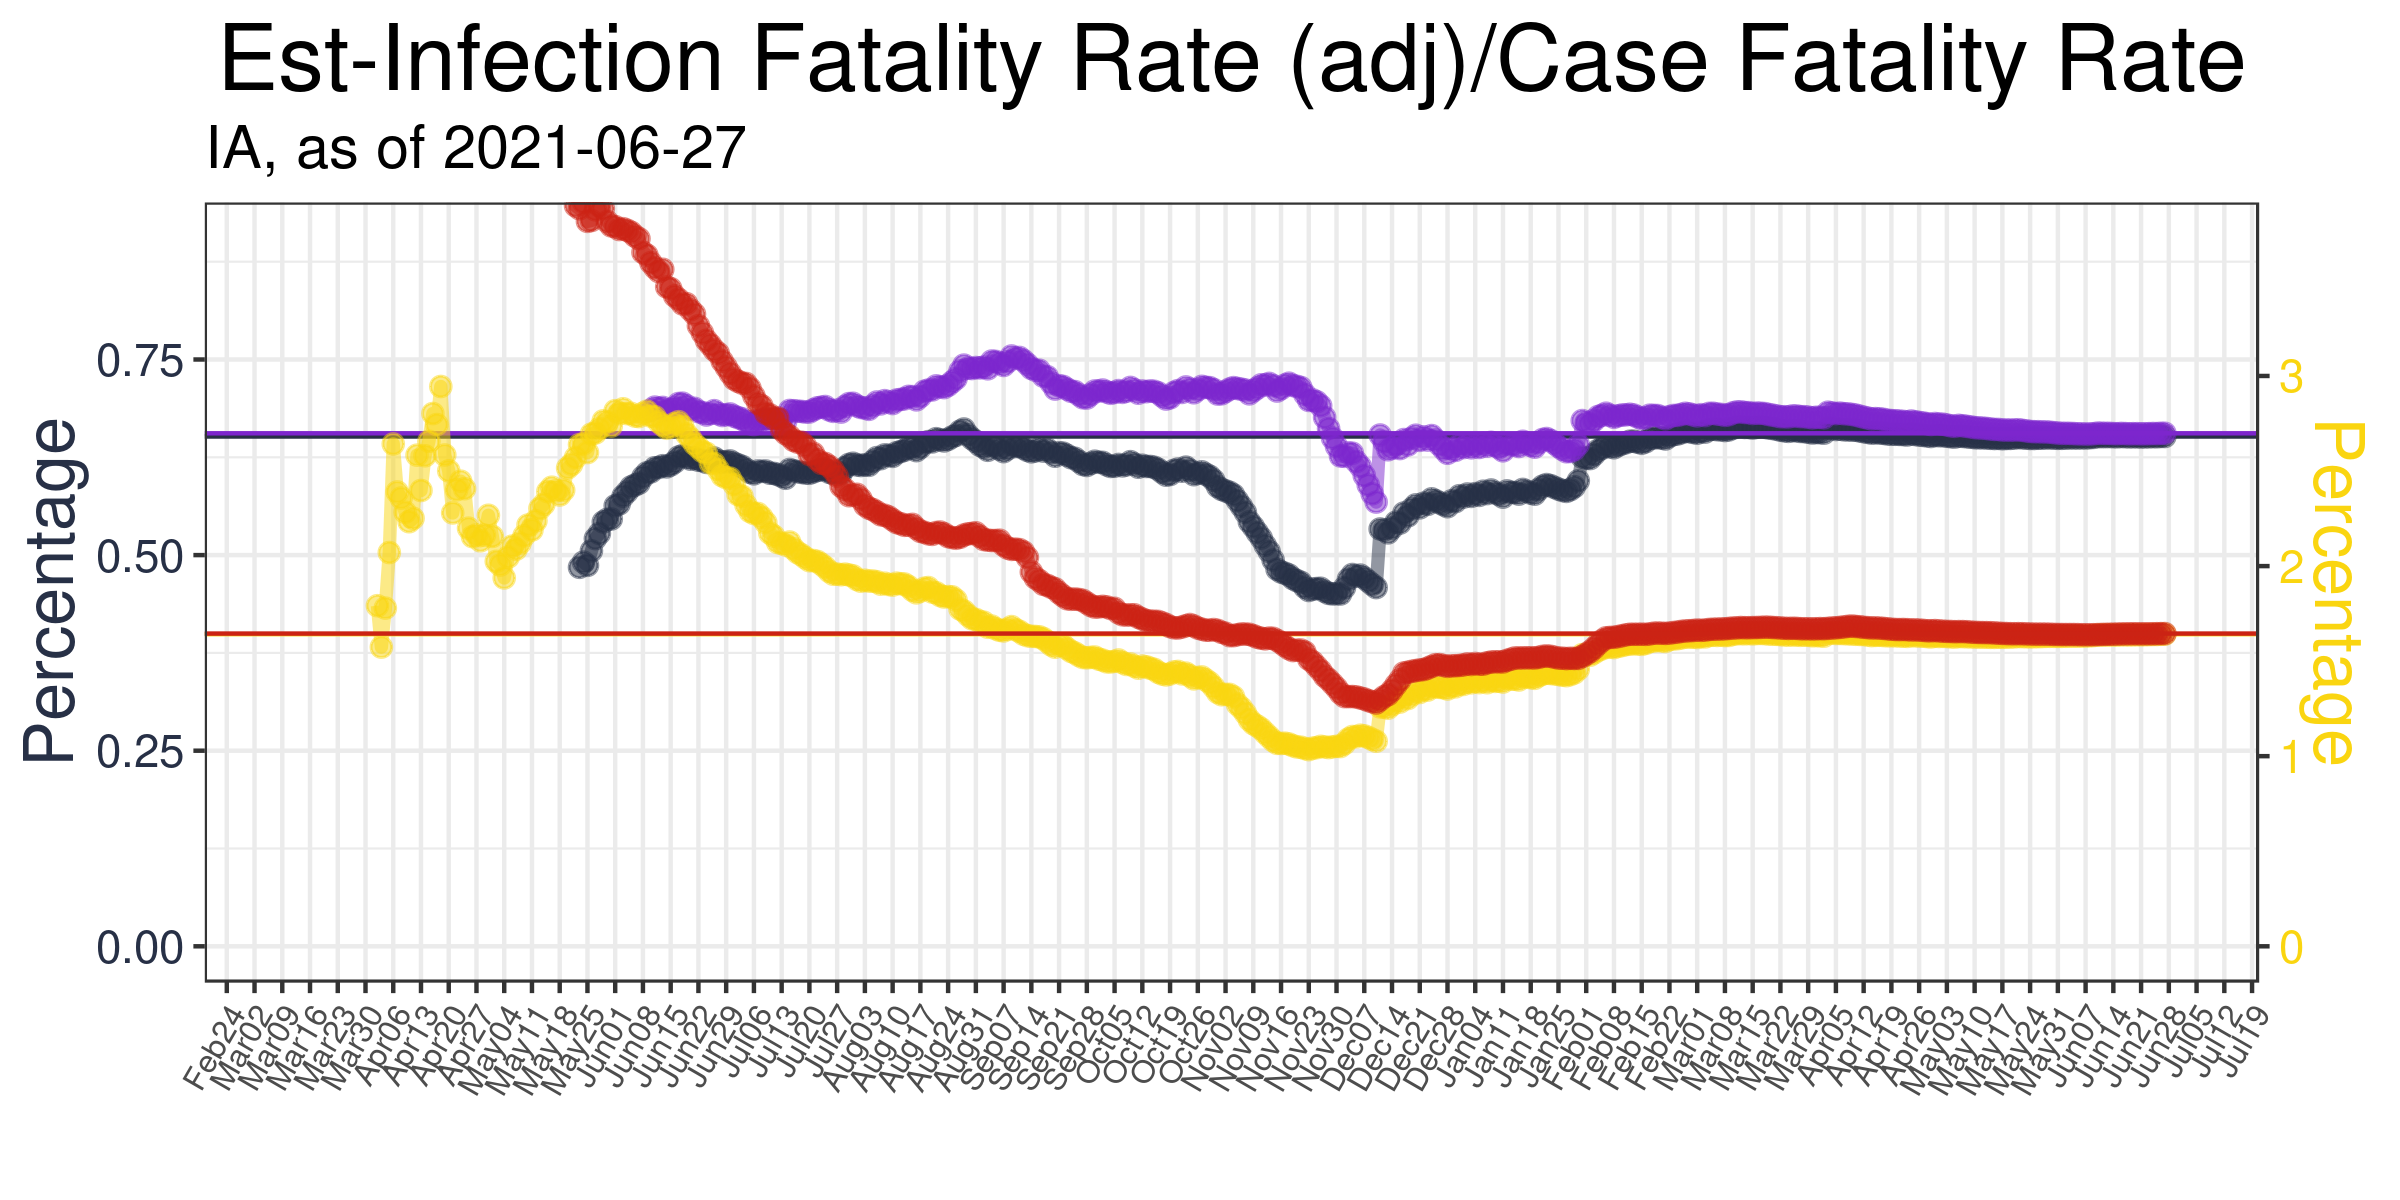 Est-Infection Fatality Rate (adj)/Case Fatality Rate
IA, as of 2021-06-27
Percentage
0.75
0.50
0.25
0.00
3
2
1
0
Percentage
Feb24
Mar02
Mar09
Mar16
Mar23
Mar30
Apr06
Apr13
Apr20
Apr27
May04
May11
May18
May25
Jun01
Jun08
Jun15
Jun22
Jun29
Jul06
Jul13
Jul20
Jul27
Aug03
Aug10
Aug17
Aug24
Aug31
Sep07
Sep14
Sep21
Sep28
Oct05
Oct12
Oct19
Oct26
Nov02
Nov09
Nov16
Nov23
Nov30
Dec07
Dec14
Dec21
Dec28
Jan04
Jan11
Jan18
Jan25
Feb01
Feb08
Feb15
Feb22
Mar01
Mar08
Mar15
Mar22
Mar29
Apr05
Apr12
Apr19
Apr26
May03
May10
May17
May24
May31
Jun07
Jun14
Jun21
Jun28
Jul05
Jul12
Jul19